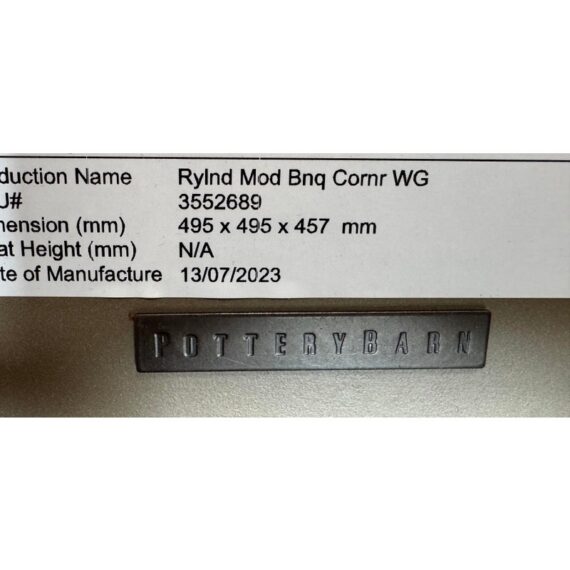 duction Name Rylnd Mod Bnq Cornr WG
U# 3552689
mension (mm) 495 x 495 x 457 mm
at Height (mm) N/A
te of Manufacture 13/07/2023
POTTERYBARN